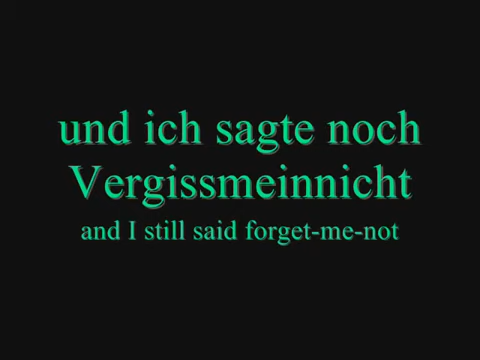 und ich sagte noch
Vergissmeinnicht
and I still said forget-me-not